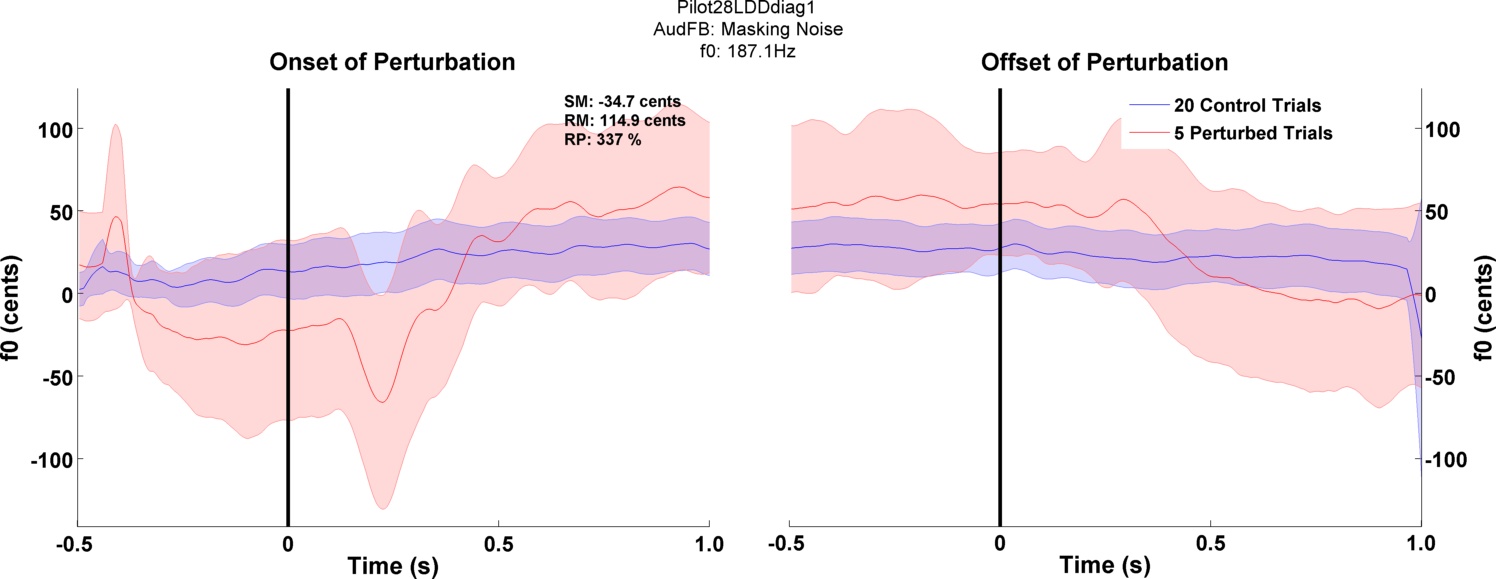 Pilot28LDDdiag1
AudFB: Masking Noise
f0: 187.1Hz
Onset of Perturbation
SM: -34.7 cents
RM: 114.9 cents
RP: 337 %
f0 (cents)
100
50
0
-50
-100
-0.5
0
0.5
1.0
Time (s)
Offset of Perturbation
20 Control Trials
5 Perturbed Trials
100
50
0
-50
-100
f0 (cents)
-0.5
0
0.5
1.0
Time (s)